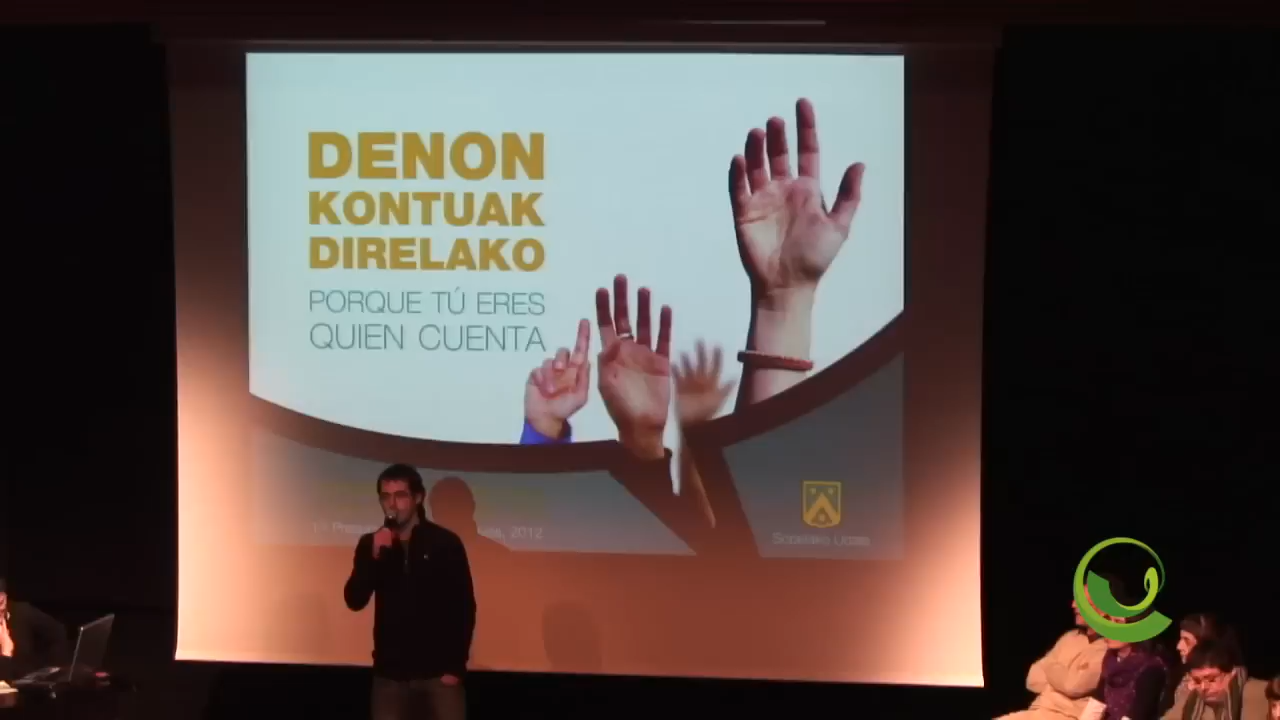 DENON
KONTUAK
DIRELAKO
PORQUE TÚ ERES
QUIEN CUENTA
2012